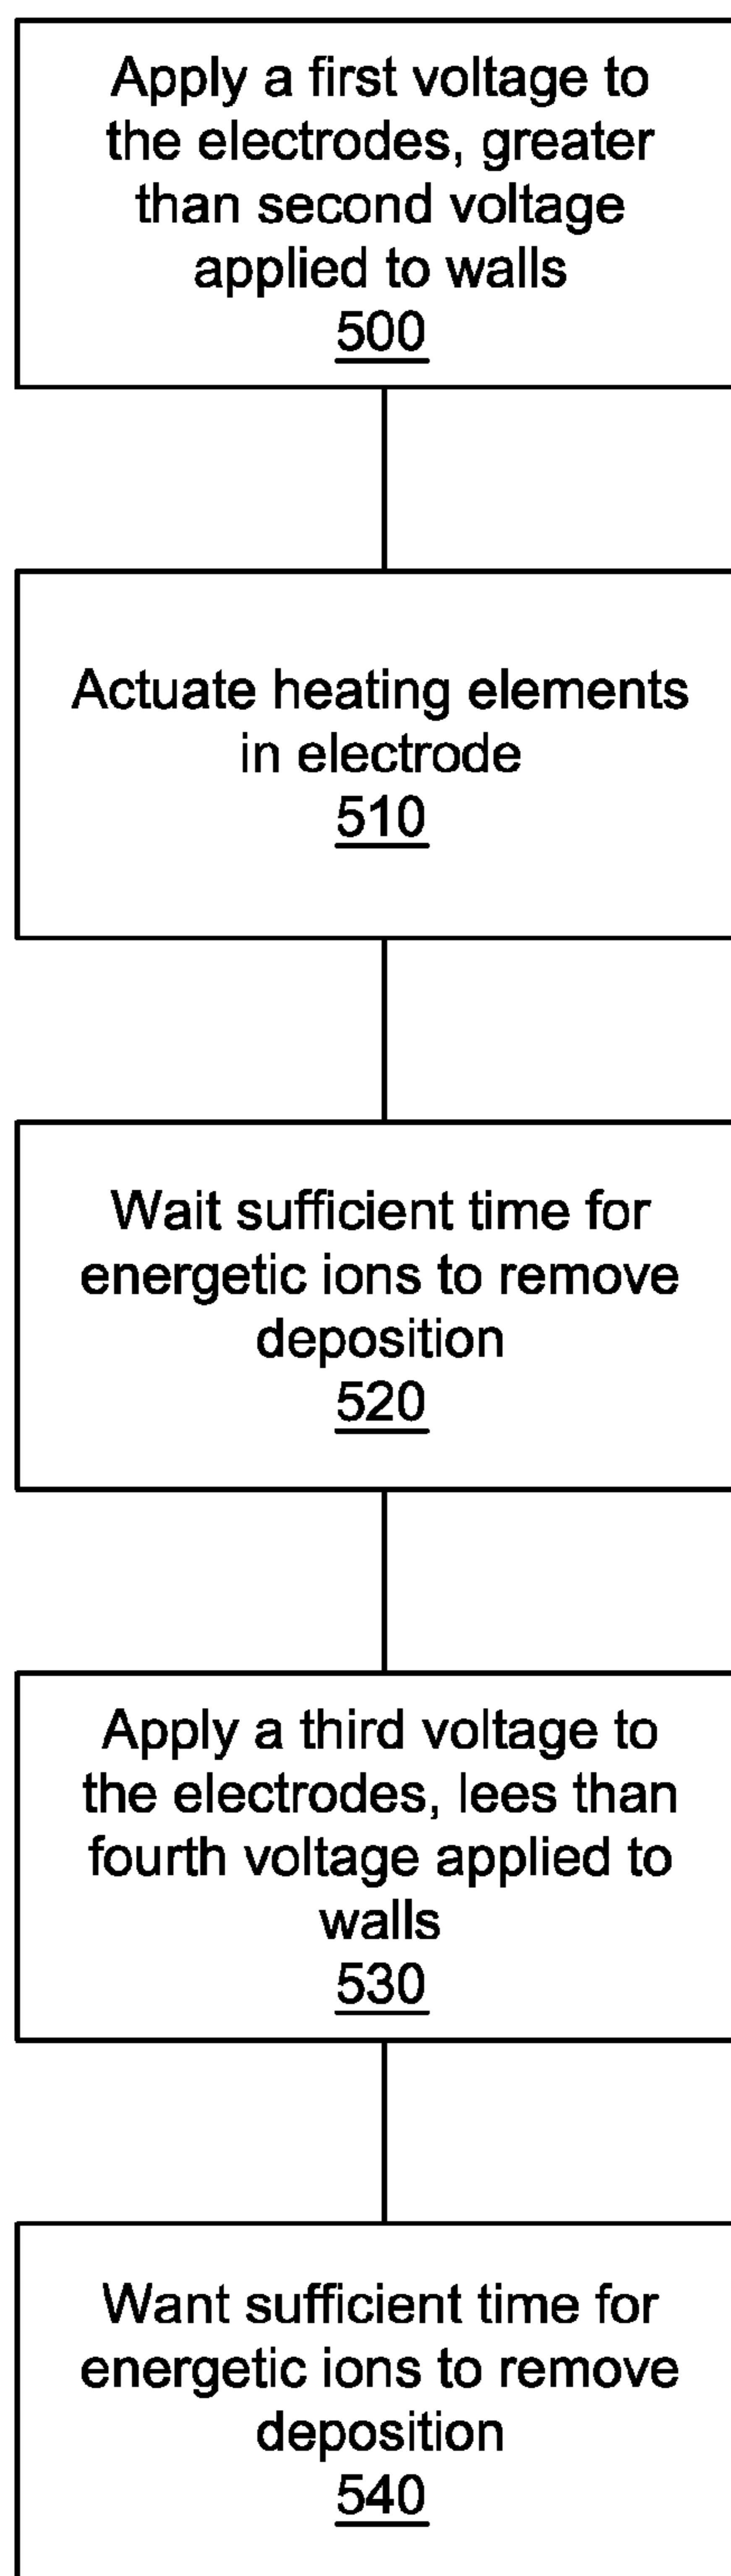 Apply a first voltage to
the electrodes, greater
than second voltage
applied to walls
500
Actuate heating elements
in electrode
510
Wait sufficient time for
energetic ions to remove
deposition
520
Apply a third voltage to
the electrodes, lees than
fourth voltage applied to
walls
530
Want sufficient time for
energetic ions to remove
deposition
540